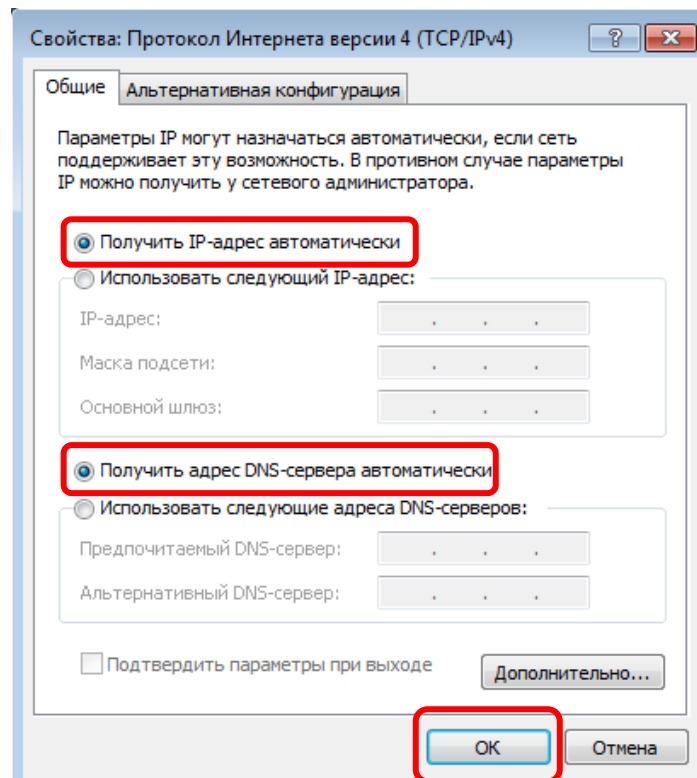 Свойства: Протокол Интернета версии 4 (TCP/IPv4)
?
Общие
Альтернативная конфигурация
Параметры IP могут назначаться автоматически, если сеть
поддерживает эту возможность. В противном случае параметры
IP можно получить у сетевого администратора.
Получить IP-адрес автоматически
Использовать следующий IP-адрес:
IP-адрес:
Маска подсети:
Основной шлюз:
Получить адрес DNS-сервера автоматически
Использовать следующие адреса DNS-серверов:
Предпочитаемый DNS-сервер:
Альтернативный DNS-сервер:
Подтвердить параметры при выходе
Дополнительно...
ОК
Отмена